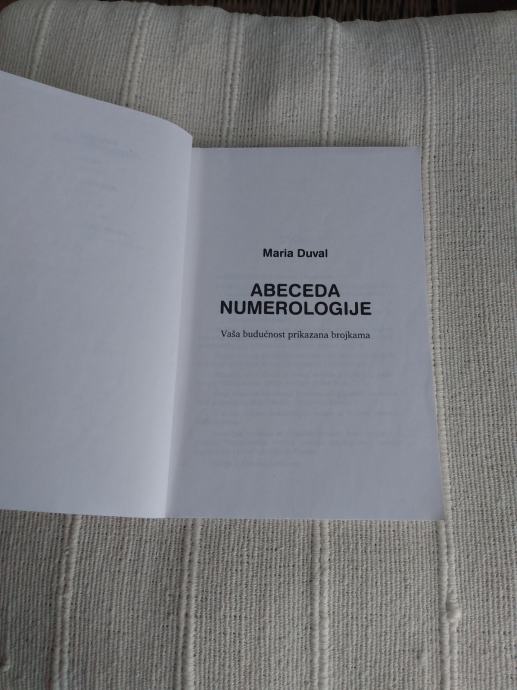 Maria Duval
ABECEDA
NUMEROLOGIJE
Vaša budućnost prikazana brojkama